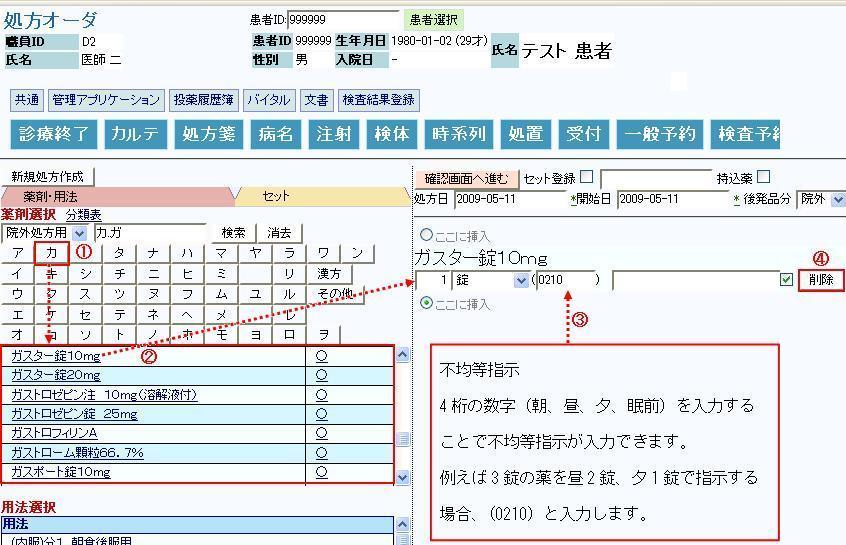 処方オーダ
職員ID D2
氏名 医師 二
患者ID: 999999 患者選択
患者ID 999999 生年月日 1980-01-02 (29才) 氏名 テスト 患者
性別 男 入院日 -
共通 管理アプリケーション 投薬履歴簿 バイタル 文書 検査結果登録
診療終了 カルテ 処方箋 病名 注射 検体 時系列 処置 受付 一般予約 検査予約
新規処方作成
薬剤・用法 セット
薬剤選択 分類表
院外処方用 カ.ガ 検索 消去
ア カ ① タ ナ ハ マ ヤ ラ ワ ン
イ キ シ チ ニ ヒ ミ リ 漢方
ウ ク ス ツ ヌ フ ム ユ ル その他
エ ケ セ テ ネ ヘ メ レ
オ コ ソ ト ノ ホ モ ヨ ロ ヲ
②
ガスター錠10mg ○
ガスター錠20mg ○
ガストロゼピン注 10mg(溶解液付) ○
ガストロゼピン錠 25mg ○
ガストロフィリンA ○
ガストローム顆粒66.7% ○
ガスポート錠10mg ○
用法選択
用法
(内服)分1 朝食後服用
確認画面へ進む セット登録 持込薬
処方日 2009-05-11 *開始日 2009-05-11 * 後発品分 院外
ここに挿入
ガスター錠10mg ④
1 錠 (0210 ) 削除
ここに挿入
③
不均等指示
4桁の数字（朝、昼、夕、眠前）を入力する
ことで不均等指示が入力できます。
例えば3錠の薬を昼2錠、夕1錠で指示する
場合、(0210) と入力します。